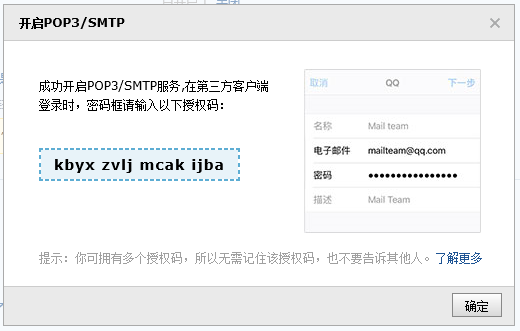 开启POP3/SMTP
成功开启POP3/SMTP服务,在第三方客户端
登录时，密码框请输入以下授权码：
kbyx zvlj mcak ijba
取消 QQ 下一步
名称 Mail team
电子邮件 mailteam@qq.com
密码 ●●●●●●●●●●●●●●●●
描述 Mail Team
提示：你可拥有多个授权码，所以无需记住该授权码，也不要告诉其他人。了解更多
确定